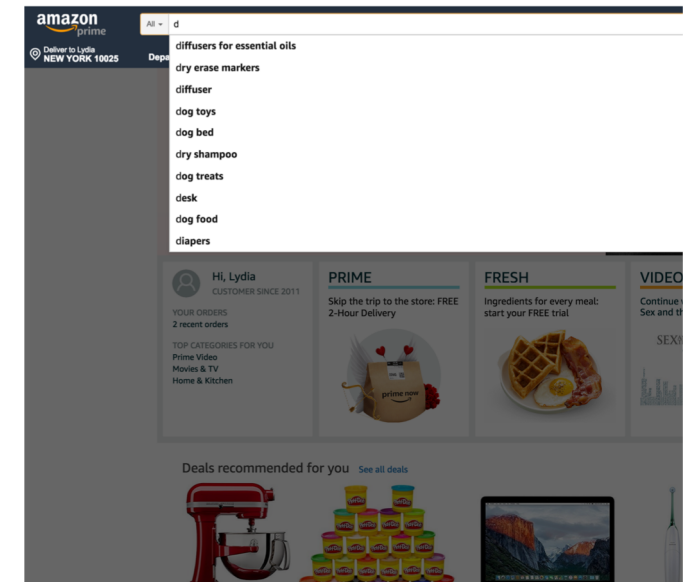 amazon
prime
All
d
Deliver to Lydia
NEW YORK 10025
Depa
diffusers for essential oils
dry erase markers
diffuser
dog toys
dog bed
dry shampoo
dog treats
desk
dog food
diapers
Hi, Lydia
CUSTOMER SINCE 2011
YOUR ORDERS
2 recent orders
TOP CATEGORIES FOR YOU
Prime Video
Movies & TV
Home & Kitchen
PRIME
Skip the trip to the store: FREE
2-Hour Delivery
prime now
FRESH
Ingredients for every meal:
start your FREE trial
VIDEO
Continue
Sex and th
SEX
Deals recommended for you See all deals